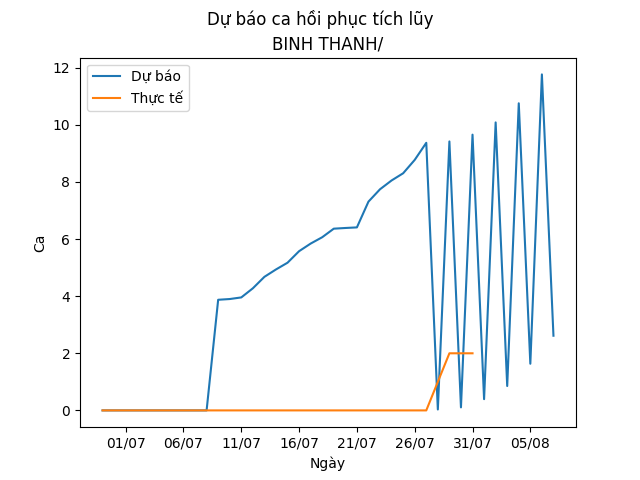 Dự báo ca hồi phục tích lũy
BINH THANH/
Dự báo
Thực tế
12
10
8
6
4
2
0
Ca
01/07 06/07 11/07 16/07 21/07 26/07 31/07 05/08
Ngày